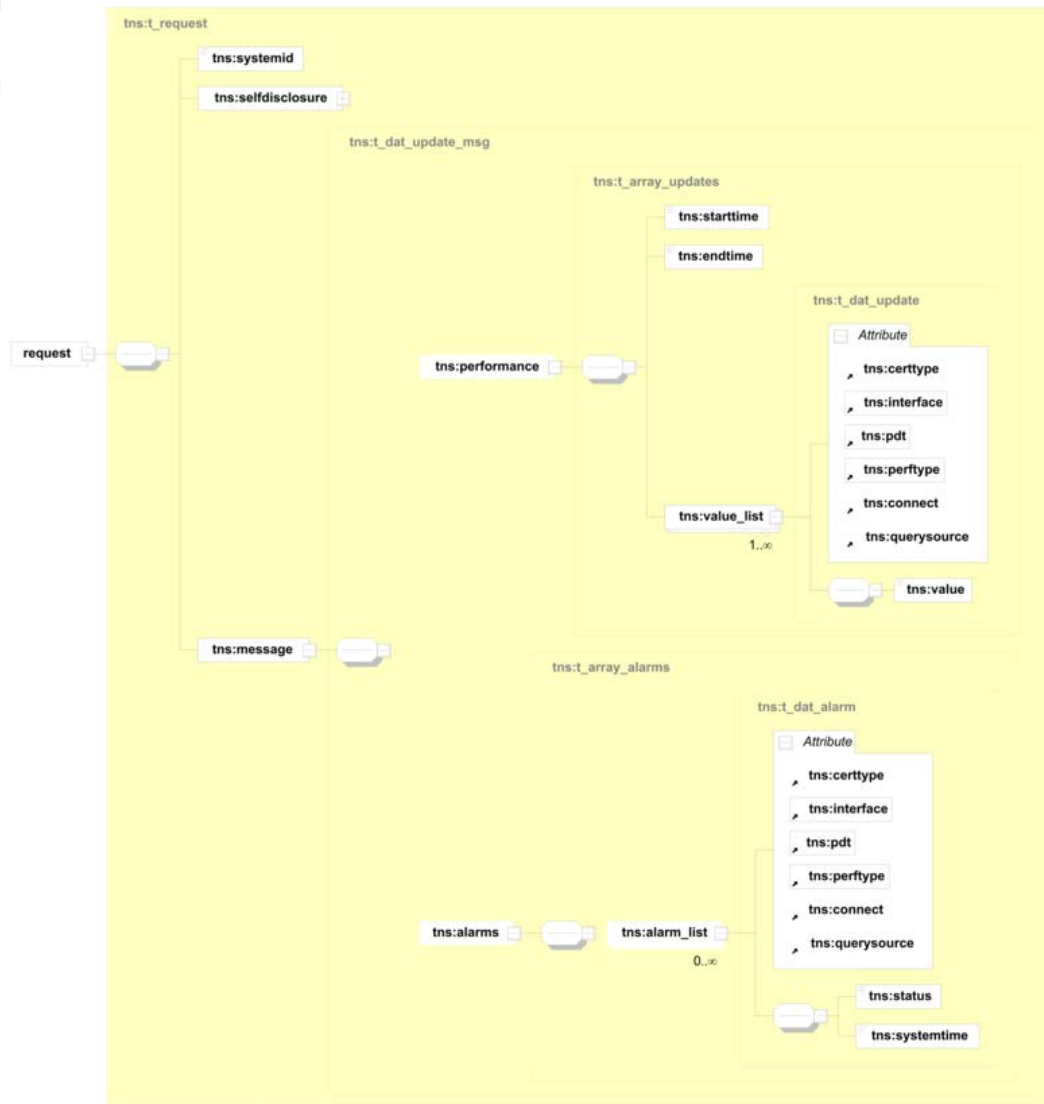 tns:t_request
tns:systemid
tns:selfdisclosure
tns:t_dat_update_msg
tns:t_array_updates
tns:starttime
tns:endtime
tns:t_dat_update
Attribute
request
tns:performance
tns:certtype
tns:interface
tns:pdt
tns:perftype
tns:connect
tns:querysource
tns:value_list
1..∞
tns:value
tns:message
tns:t_array_alarms
tns:t_dat_alarm
Attribute
tns:certtype
tns:interface
tns:pdt
tns:perftype
tns:connect
tns:querysource
tns:alarms
tns:alarm_list
0..∞
tns:status
tns:systemtime